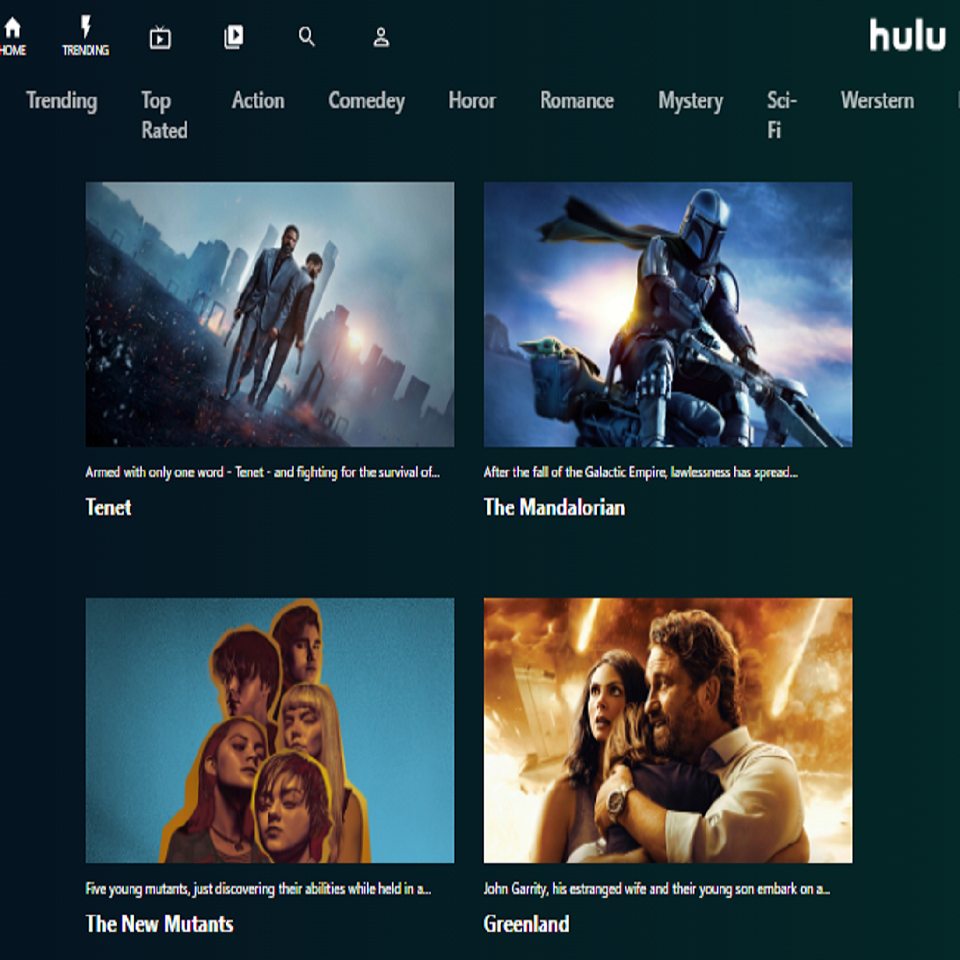 HOME
TRENDING
hulu
Trending
Top
Rated
Action
Comedey
Horor
Romance
Mystery
Sci-
Fi
Werstern
Armed with only one word - Tenet - and fighting for the survival of...
Tenet
After the fall of the Galactic Empire, lawlessness has spread...
The Mandalorian
Five young mutants, just discovering their abilities while held in a...
The New Mutants
John Garrity, his estranged wife and their young son embark on a...
Greenland